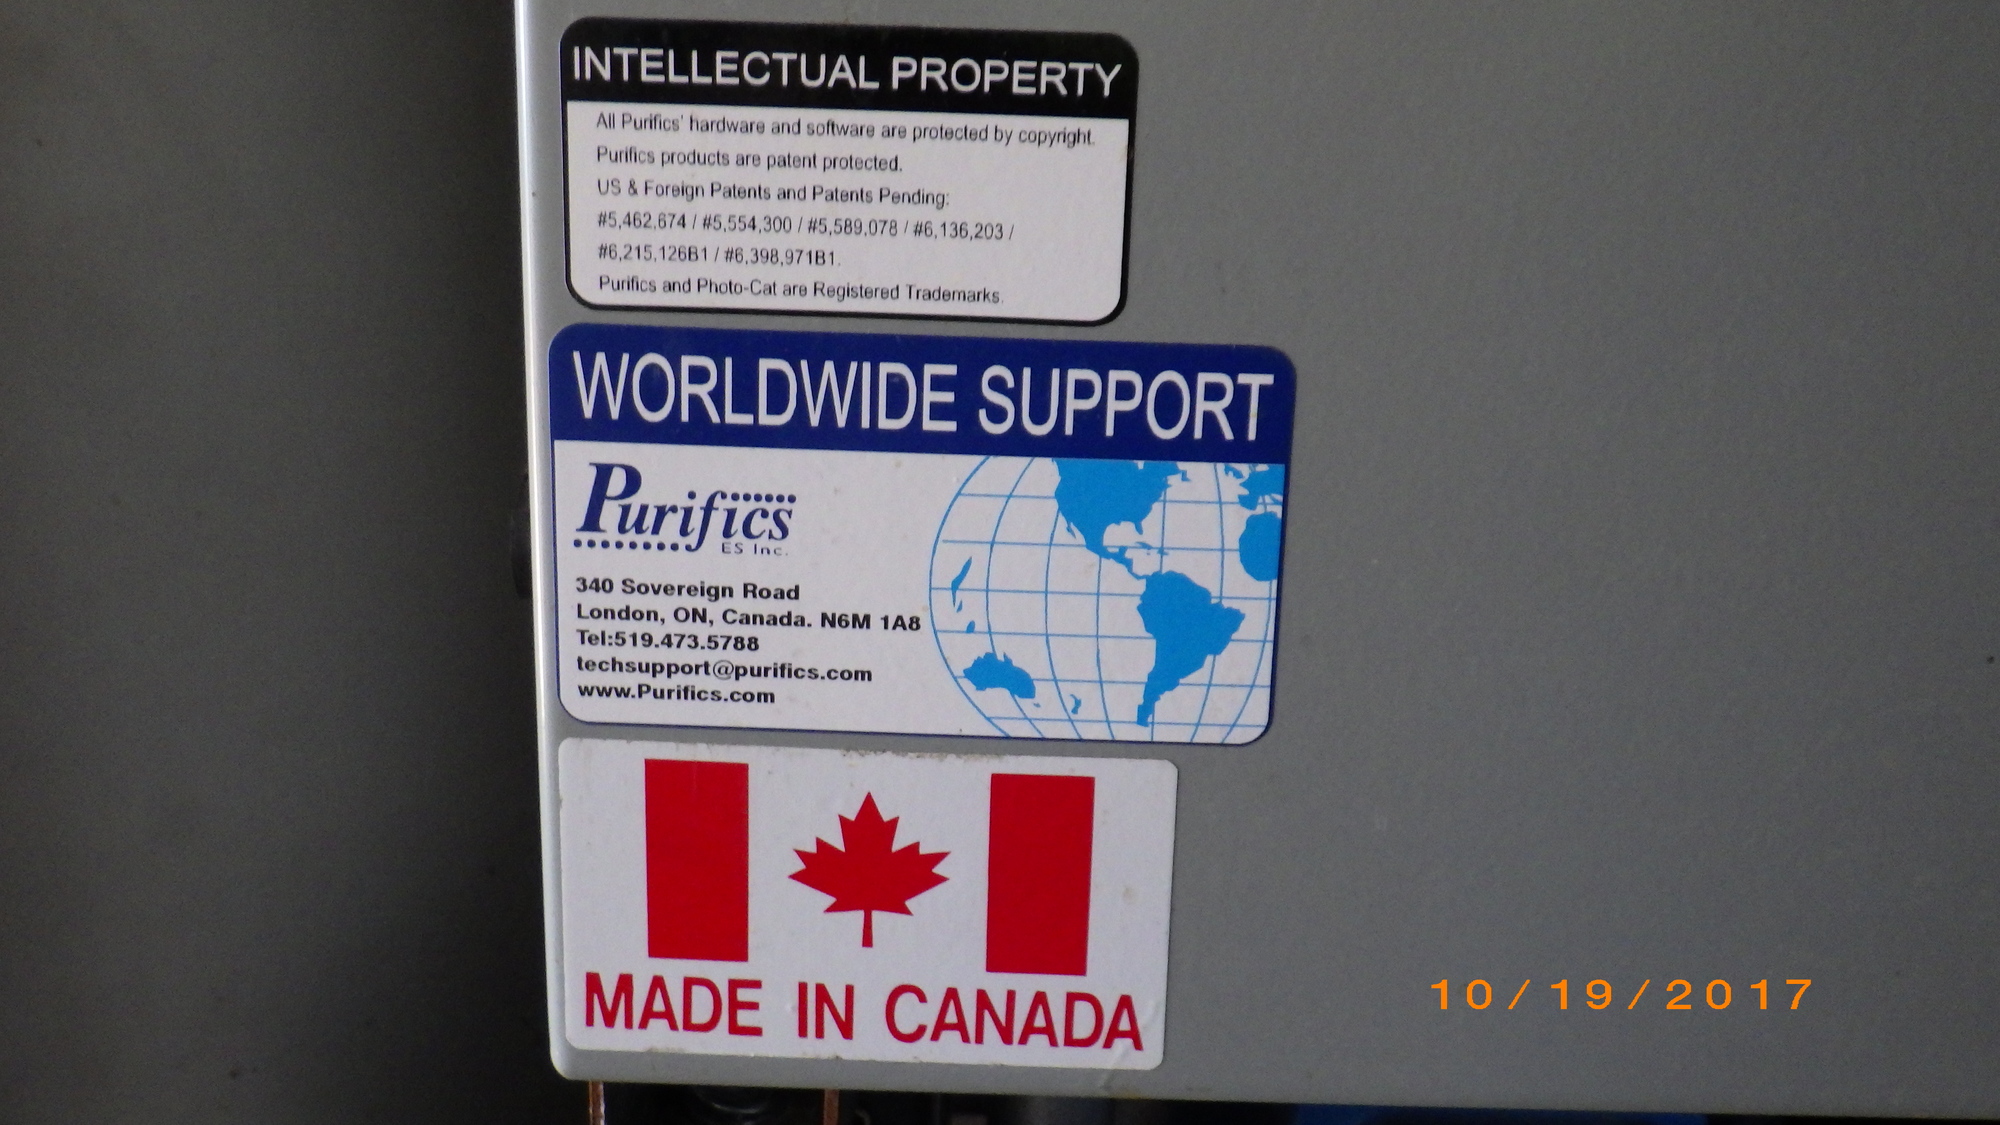 INTELLECTUAL PROPERTY
All Purifics' hardware and software are protected by copyright.
Purifics products are patent protected.
US & Foreign Patents and Patents Pending:
#5,462,674 / #5,554,300 / #5,589,078 / #6,136,203 /
#6,215,126B1 / #6,398,971B1.
Purifics and Photo-Cat are Registered Trademarks.
WORLDWIDE SUPPORT
Purifics
ES Inc.
340 Sovereign Road
London, ON, Canada. N6M 1A8
Tel:519.473.5788
techsupport@purifics.com
www.Purifics.com
MADE IN CANADA
10/19/2017